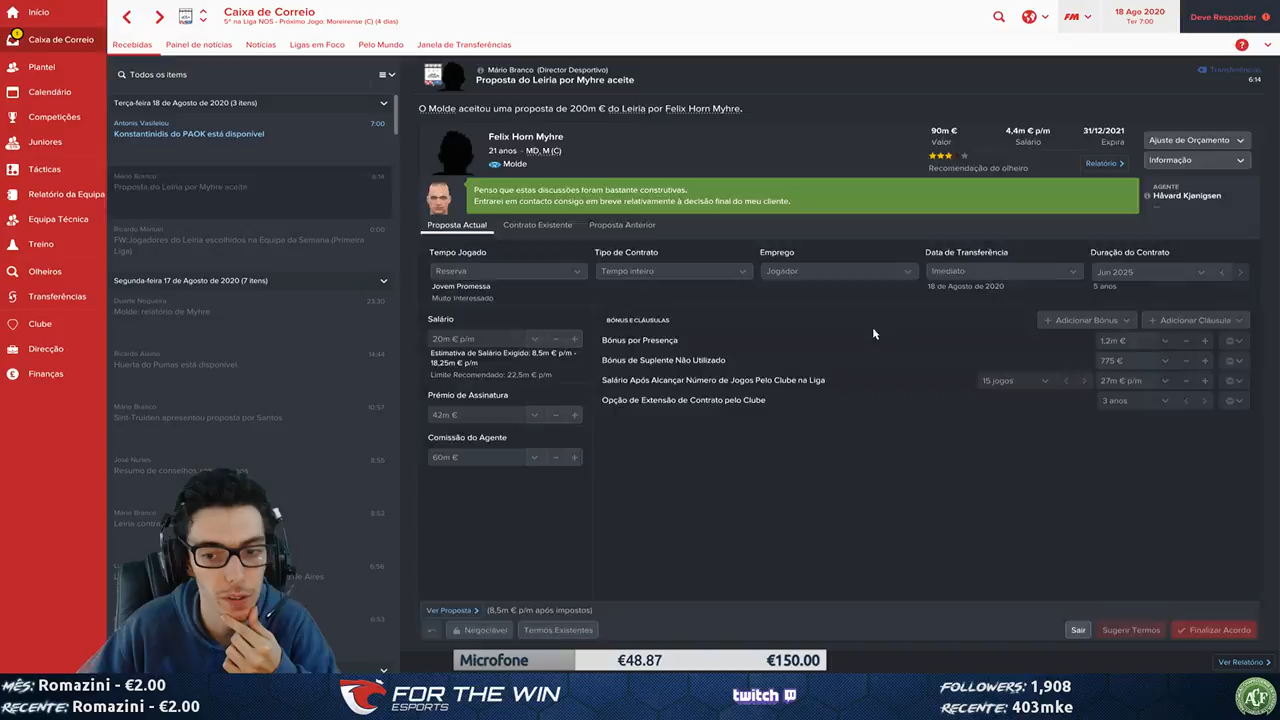 Início
Caixa de Correio
5º na Liga NOS - Próximo Jogo: Moreirense (C) (4 dias)
FM
18 Ago 2020
Ter 7:00
Deve Responder
Caixa de Correio
Recebidas
Painel de notícias
Notícias
Ligas em Foco
Pelo Mundo
Janela de Transferências
Plantel
Calendário
Competições
Juniores
Tácticas
Relatório da Equipa
Equipa Técnica
Treino
Olheiros
Transferências
Clube
Direcção
Finanças
Todos os itens
Terça-feira 18 de Agosto de 2020 (3 itens)
Antonis Vasileiou
7:00
Konstantinidis do PAOK está disponível
Mário Branco
6:14
Proposta do Leiria por Myhre aceite
Ricardo Manuel
0:00
FW:Jogadores do Leiria escolhidos na Equipa da Semana (Primeira
Liga)
Segunda-feira 17 de Agosto de 2020 (7 itens)
Duarte Nogueira
23:30
Molde: relatório de Myhre
14:44
Huerta do Pumas está disponível
Mário Branco
10:57
Sint-Truiden apresentou proposta por Santos
José Nunes
8:55
Resumo de conselhos
Mário Branco
8:52
Leiria contra
6:56
de Aires
6:53
Mário Branco (Director Desportivo)
Proposta do Leiria por Myhre aceite
Transferência
6:14
O Molde aceitou uma proposta de 200m € do Leiria por Felix Horn Myhre.
Felix Horn Myhre
21 anos - MD, M (C)
Molde
90m €
Valor
4,4m € p/m
Salario
31/12/2021
Expira
Recomendação do olheiro
Relatório
Ajuste de Orçamento
Informação
Penso que estas discussões foram bastante construtivas.
Entrarei em contacto consigo em breve relativamente à decisão final do meu cliente.
AGENTE
Håvard Kjønigsen
Proposta Actual
Contrato Existente
Proposta Anterior
Tempo Jogado
Tipo de Contrato
Emprego
Data de Transferência
Duração do Contrato
Reserva
Tempo inteiro
Jogador
Imediato
Jun 2025
Jovem Promessa
Muito Interessado
18 de Agosto de 2020
5 anos
Salário
20m € p/m
Estimativa de Salário Exigido: 8,5m € p/m -
18,25m € p/m
Limite Recomendado: 22,5m € p/m
Prémio de Assinatura
42m €
Comissão do Agente
60m €
BÓNUS E CLÁUSULAS
Adicionar Bónus
Adicionar Cláusula
Bónus por Presença
1,2m €
Bónus de Suplente Não Utilizado
775 €
Salário Após Alcançar Número de Jogos Pelo Clube na Liga
15 jogos
27m € p/m
Opção de Extensão de Contrato pelo Clube
3 anos
Ver Proposta
(8,5m € p/m após impostos)
Negociável
Termos Existentes
Sair
Sugerir Termos
Finalizar Acordo
Ver Relatório
Microfone
€48.87
€150.00
MÊS: Romazini - €2.00
RECENTE: Romazini - €2.00
FOR THE WIN
ESPORTS
twitch
FOLLOWERS: 1,908
RECENTE: 403mke
ACF